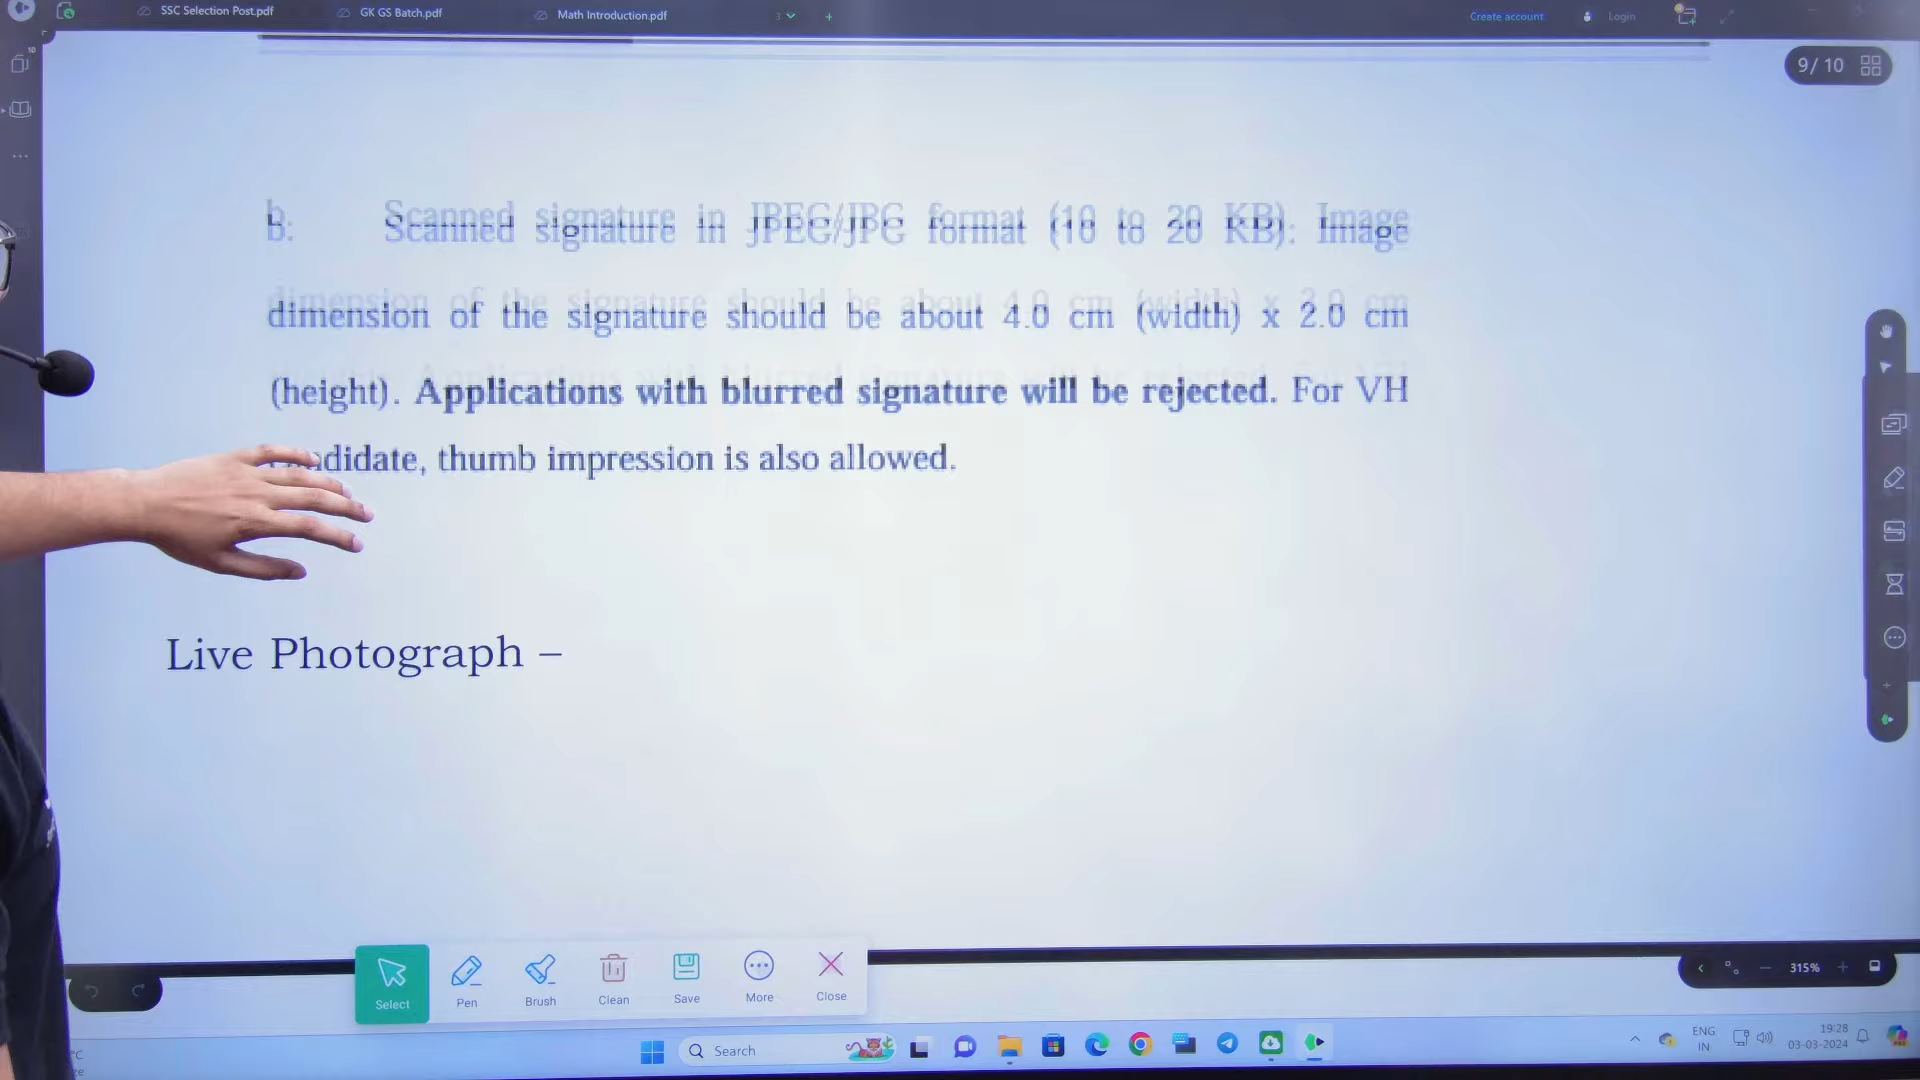 SSC Selection Post.pdf
GK GS Batch.pdf
Math Introduction.pdf
3
Create account
Login
10
9/ 10
b. Scanned signature in JPEG/JPG format (10 to 20 KB). Image
dimension of the signature should be about 4.0 cm (width) x 2.0 cm
(height). Applications with blurred signature will be rejected. For VH
didate, thumb impression is also allowed.
Live Photograph –
Select
Pen
Brush
Clean
Save
More
Close
315%
Search
ENG
IN
19:28
03-03-2024